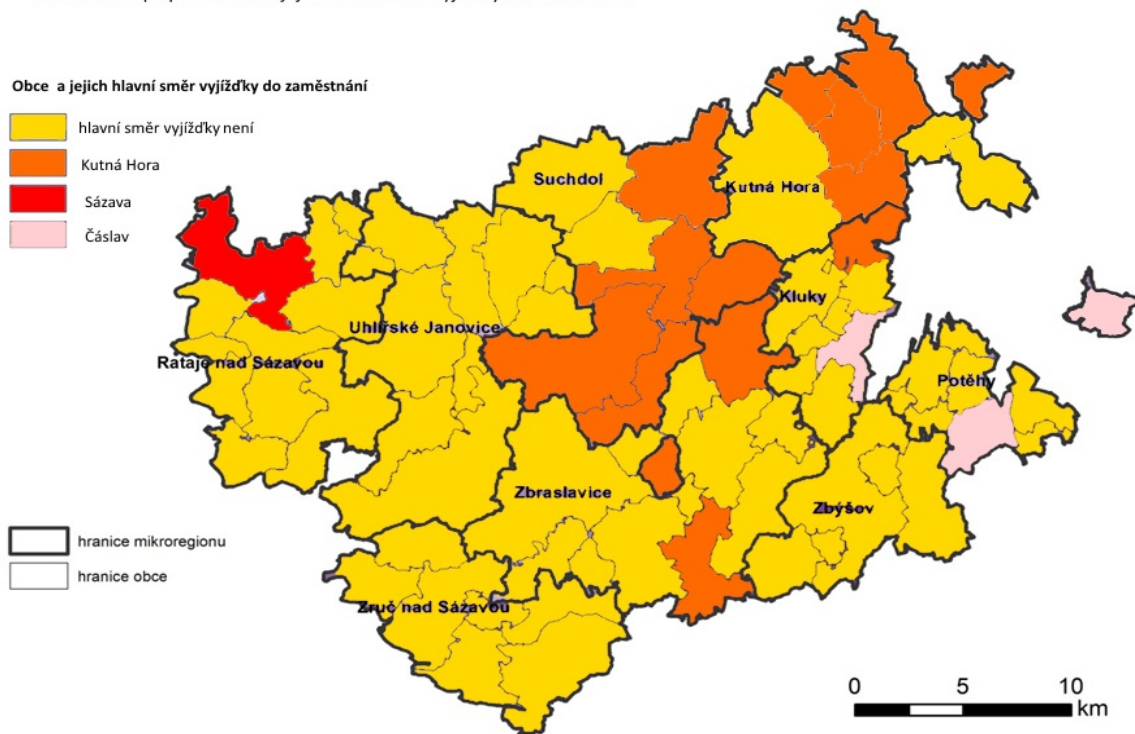 Obce a jejich hlavní směr vyjížďky do zaměstnání
hlavní směr vyjížďky není
Kutná Hora
Sázava
Čáslav
Suchdol
Kutná Hora
Kluky
Uhlířské Janovice
Rataje nad Sázavou
Potěhy
Zbraslavice
Zbýšov
Zruč nad Sázavou
hranice mikroregionu
hranice obce
0 5 10
km